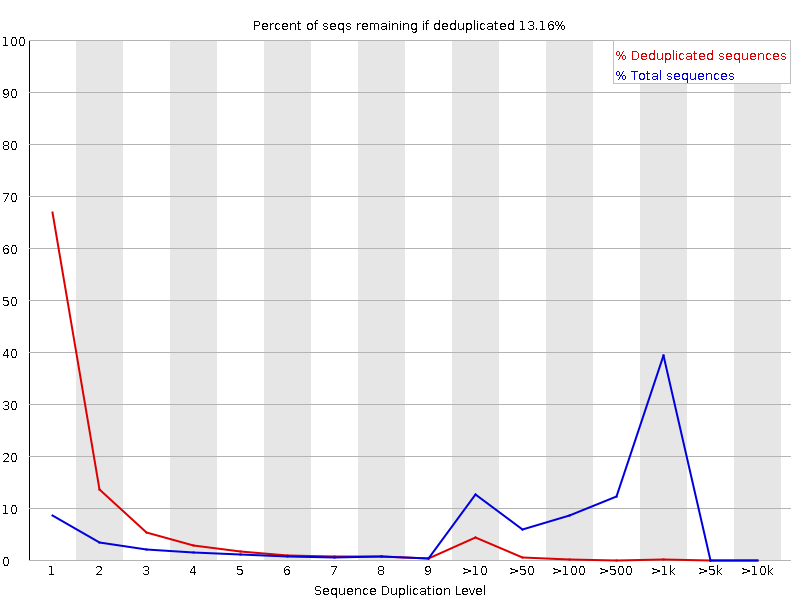 Percent of seqs remaining if deduplicated 13.16%
% Deduplicated sequences
% Total sequences
100
90
80
70
60
50
40
30
20
10
0
1 2 3 4 5 6 7 8 9 >10 >50 >100 >500 >1k >5k >10k
Sequence Duplication Level